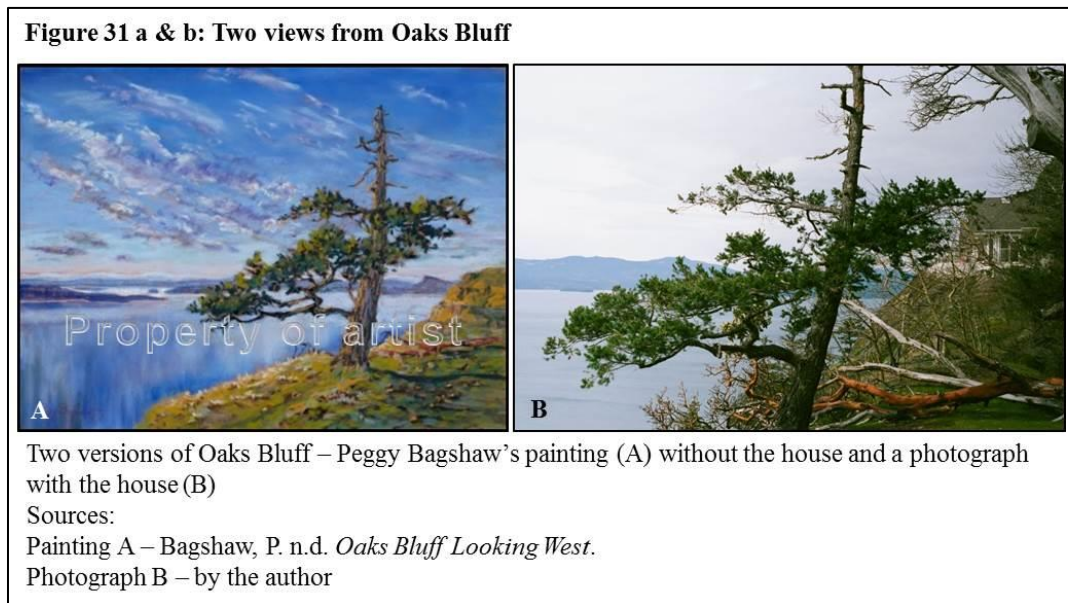 Figure 31 a & b: Two views from Oaks Bluff
Property of artist
A
B
Two versions of Oaks Bluff – Peggy Bagshaw’s painting (A) without the house and a photograph
with the house (B)
Sources:
Painting A – Bagshaw, P. n.d. Oaks Bluff Looking West.
Photograph B – by the author